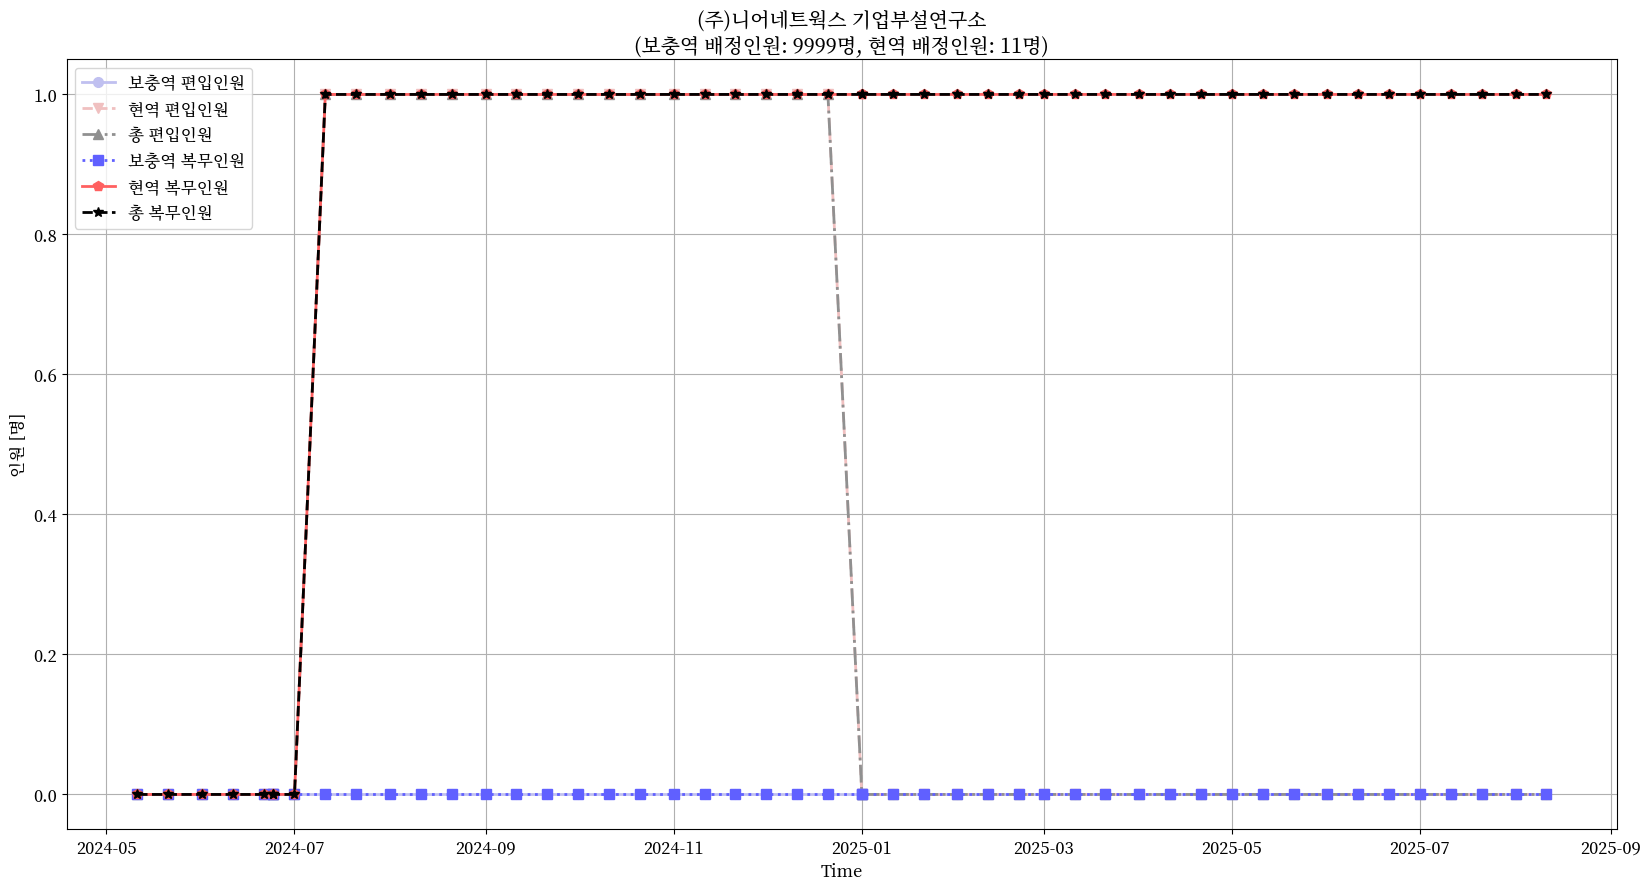 (주)니어네트웍스 기업부설연구소
(보충역 배정인원: 9999명, 현역 배정인원: 11명)
보충역 편입인원
현역 편입인원
총 편입인원
보충역 복무인원
현역 복무인원
총 복무인원
1.0
0.8
0.6
0.4
0.2
0.0
인원 [명]
2024-05 2024-07 2024-09 2024-11 2025-01 2025-03 2025-05 2025-07 2025-09
Time